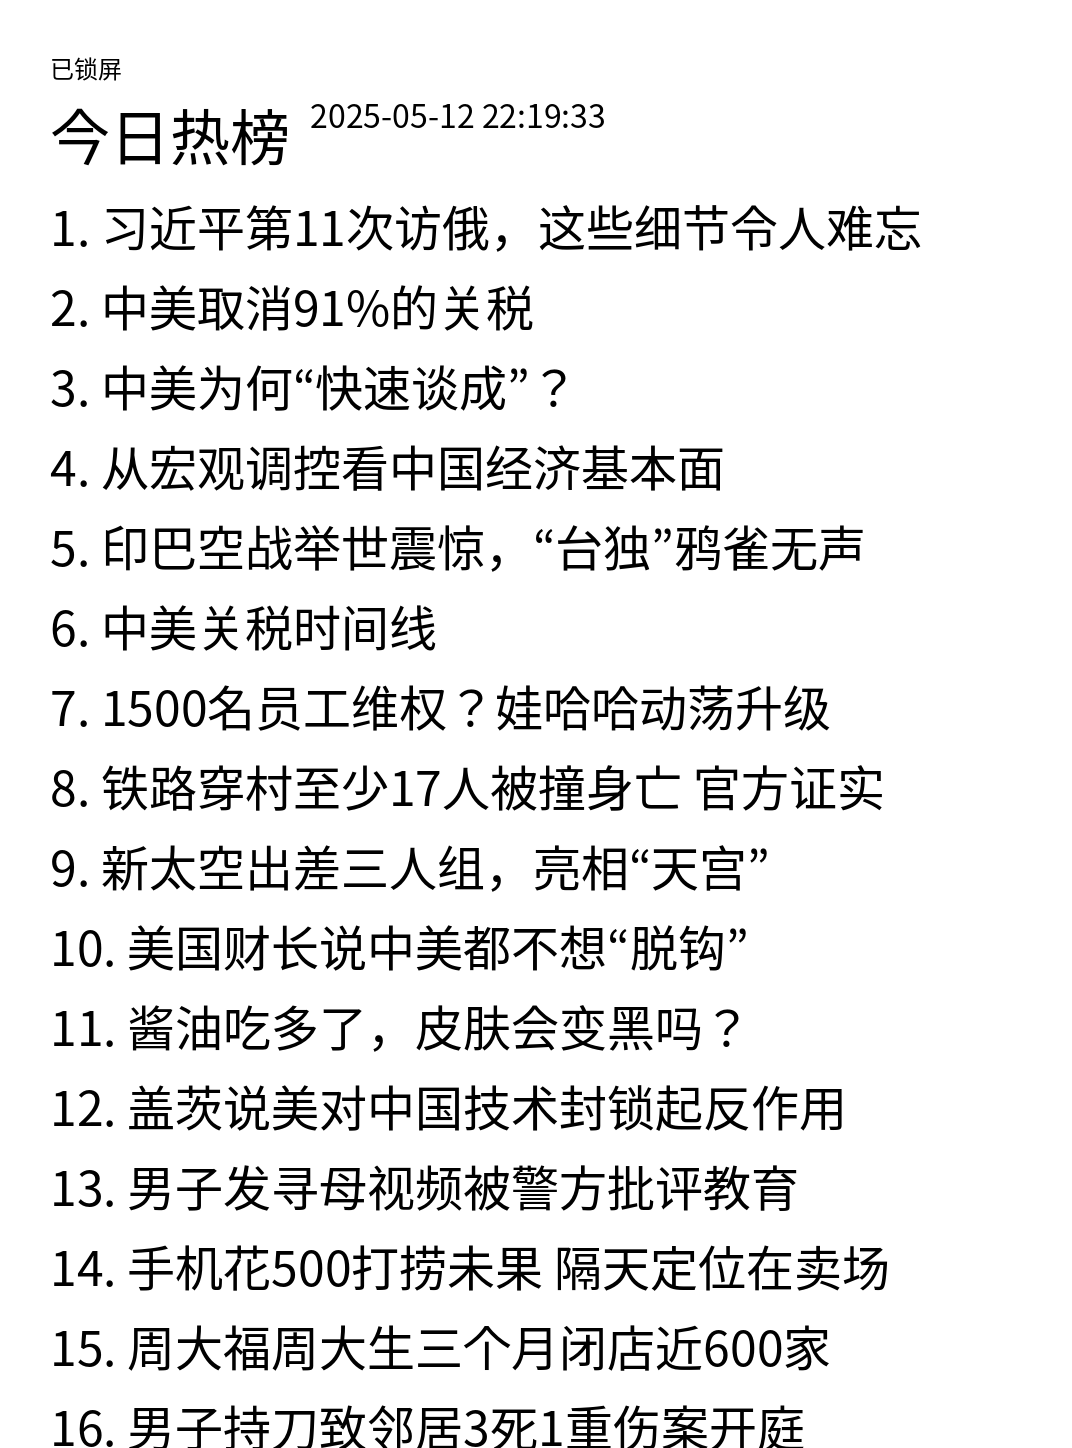 已锁屏
今日热榜 2025-05-12 22:19:33
1. 习近平第11次访俄，这些细节令人难忘
2. 中美取消91%的关税
3. 中美为何“快速谈成”？
4. 从宏观调控看中国经济基本面
5. 印巴空战举世震惊，“台独”鸦雀无声
6. 中美关税时间线
7. 1500名员工维权？娃哈哈动荡升级
8. 铁路穿村至少17人被撞身亡 官方证实
9. 新太空出差三人组，亮相“天宫”
10. 美国财长说中美都不想“脱钩”
11. 酱油吃多了，皮肤会变黑吗？
12. 盖茨说美对中国技术封锁起反作用
13. 男子发寻母视频被警方批评教育
14. 手机花500打捞未果 隔天定位在卖场
15. 周大福周大生三个月闭店近600家
16. 男子持刀致邻居3死1重伤案开庭